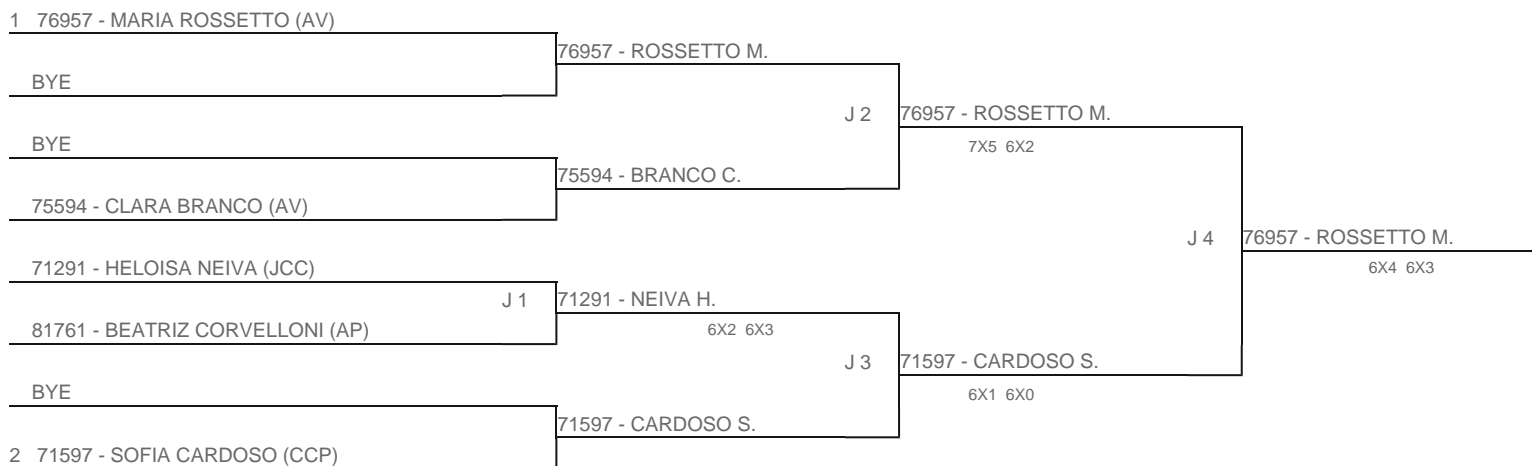 1 76957 - MARIA ROSSETTO (AV)
76957 - ROSSETTO M.
BYE
J 2 76957 - ROSSETTO M.
7X5 6X2
BYE
75594 - BRANCO C.
75594 - CLARA BRANCO (AV)
J 4 76957 - ROSSETTO M.
6X4 6X3
71291 - HELOISA NEIVA (JCC)
J 1 71291 - NEIVA H.
6X2 6X3
81761 - BEATRIZ CORVELLONI (AP)
J 3 71597 - CARDOSO S.
6X1 6X0
BYE
71597 - CARDOSO S.
2 71597 - SOFIA CARDOSO (CCP)